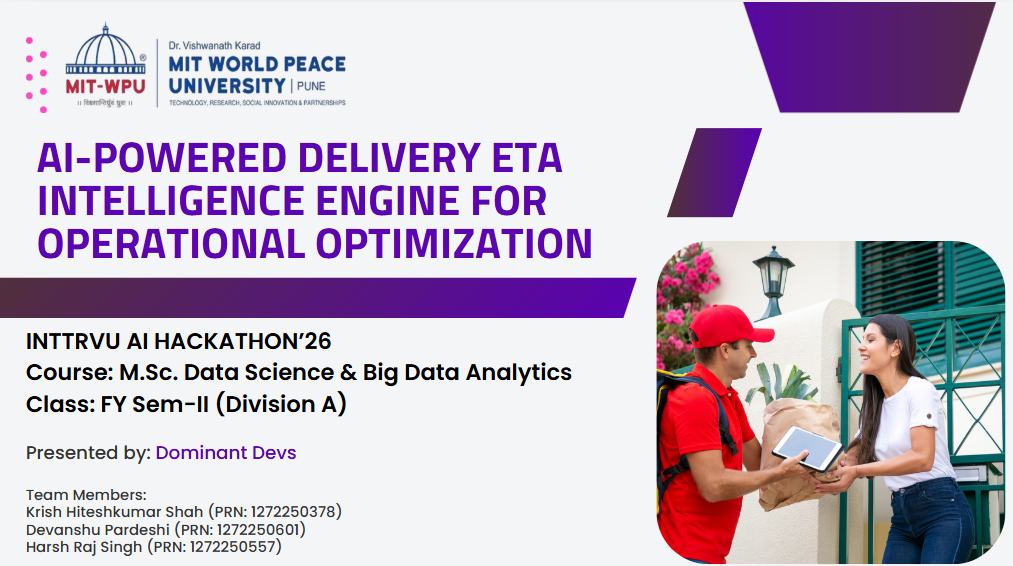 Dr. Vishwanath Karad
MIT WORLD PEACE
UNIVERSITY | PUNE
TECHNOLOGY, RESEARCH, SOCIAL INNOVATION & PARTNERSHIPS
®
MIT-WPU
॥ विश्वशान्तिर्ध्रुवं ध्रुवा ॥
AI-POWERED DELIVERY ETA
INTELLIGENCE ENGINE FOR
OPERATIONAL OPTIMIZATION
INTTRVU AI HACKATHON’26
Course: M.Sc. Data Science & Big Data Analytics
Class: FY Sem-II (Division A)
Presented by: Dominant Devs
Team Members:
Krish Hiteshkumar Shah (PRN: 1272250378)
Devanshu Pardeshi (PRN: 1272250601)
Harsh Raj Singh (PRN: 1272250557)